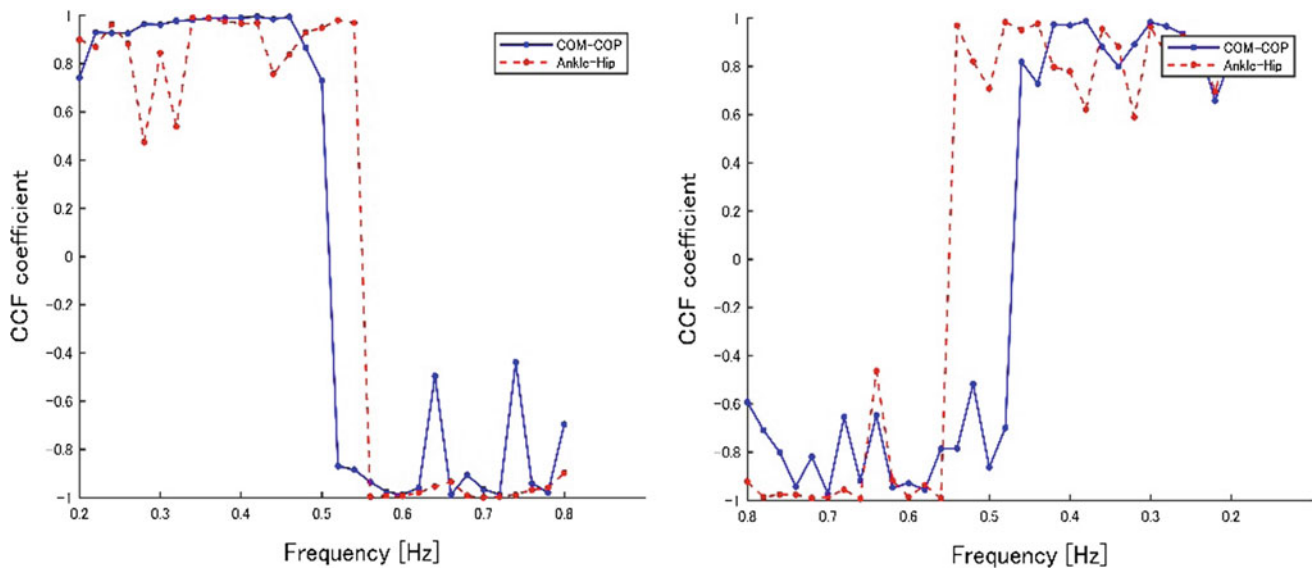 1
0.8
0.6
0.4
0.2
0
-0.2
-0.4
-0.6
-0.8
-1
CCF coefficient
0.2 0.3 0.4 0.5 0.6 0.7 0.8
Frequency [Hz]
COM-COP
Ankle-Hip
1
0.8
0.6
0.4
0.2
0
-0.2
-0.4
-0.6
-0.8
-1
CCF coefficient
0.8 0.7 0.6 0.5 0.4 0.3 0.2
Frequency [Hz]
COM-COP
Ankle-Hip